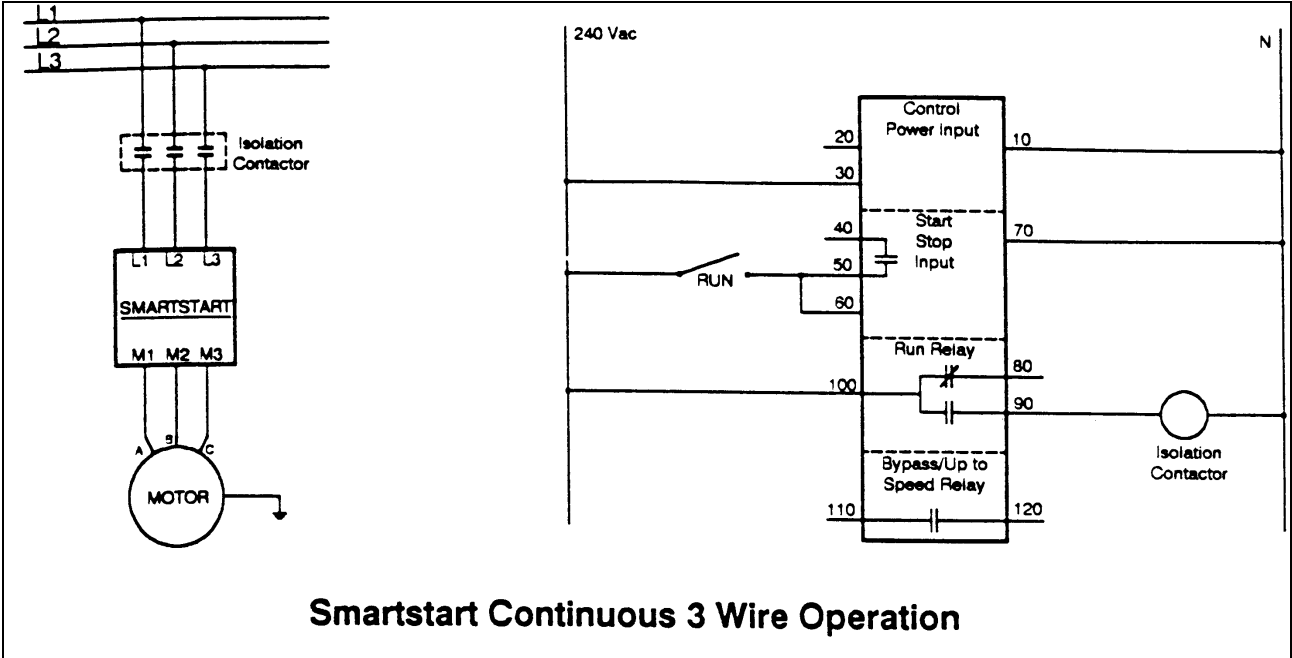 L1
L2
L3
Isolation
Contactor
L1 L2 L3
SMARTSTART
M1 M2 M3
A B C
MOTOR
240 Vac
N
Control
Power Input
20
10
30
Start
Stop
Input
40
70
50
RUN
60
Run Relay
80
100
90
Isolation
Contactor
Bypass/Up to
Speed Relay
110
120
Smartstart Continuous 3 Wire Operation